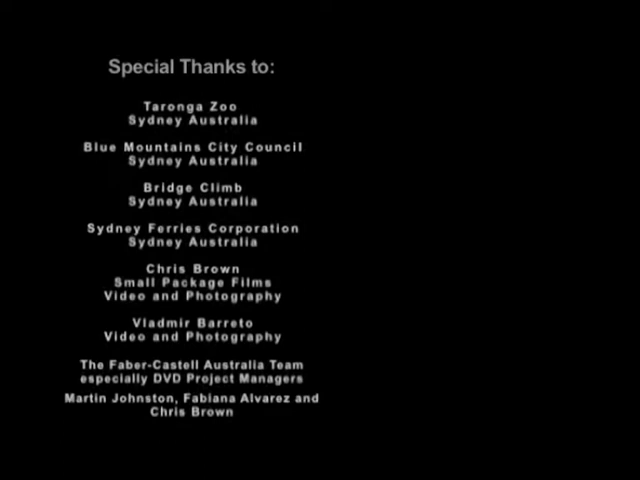 Special Thanks to:
Taronga Zoo
Sydney Australia
Blue Mountains City Council
Sydney Australia
Bridge Climb
Sydney Australia
Sydney Ferries Corporation
Sydney Australia
Chris Brown
Small Package Films
Video and Photography
Vladmir Barreto
Video and Photography
The Faber-Castell Australia Team
especially DVD Project Managers
Martin Johnston, Fabiana Alvarez and
Chris Brown